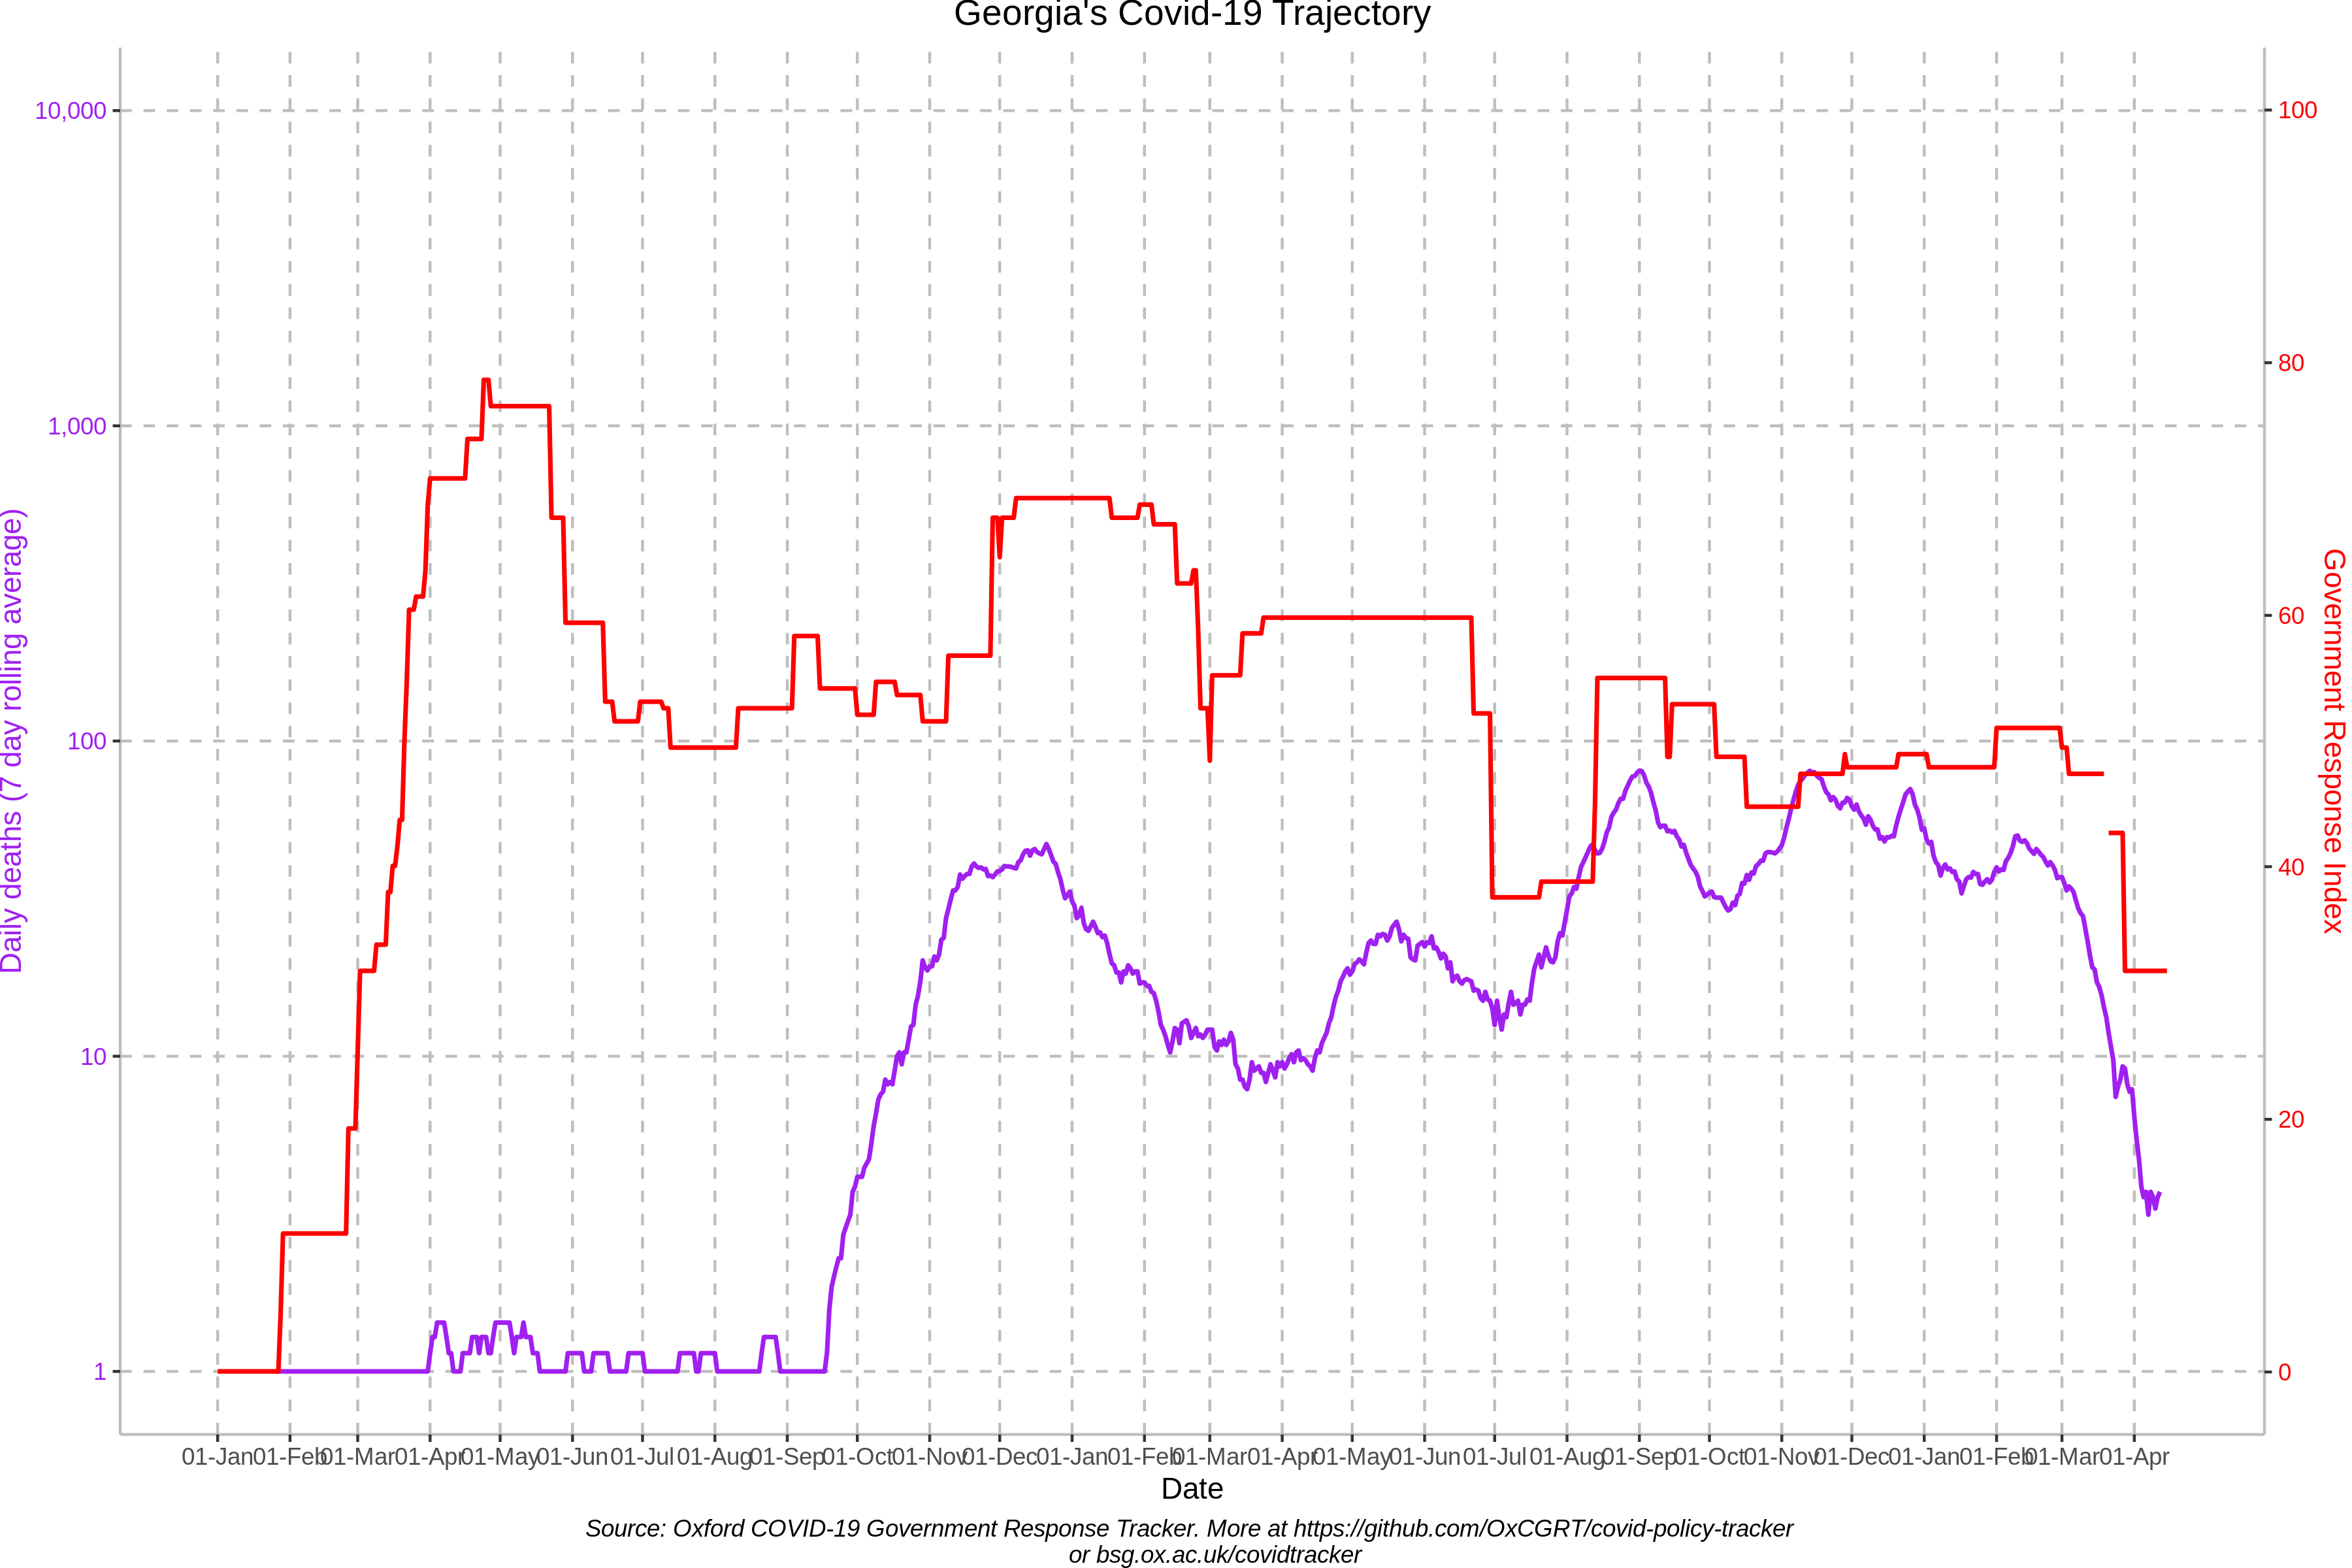 Georgia's Covid-19 Trajectory
10,000
1,000
100
10
1
Daily deaths (7 day rolling average)
100
80
60
40
20
0
Government Response Index
01-Jan 01-Feb 01-Mar 01-Apr 01-May 01-Jun 01-Jul 01-Aug 01-Sep 01-Oct 01-Nov 01-Dec 01-Jan 01-Feb 01-Mar 01-Apr 01-May 01-Jun 01-Jul 01-Aug 01-Sep 01-Oct 01-Nov 01-Dec 01-Jan 01-Feb 01-Mar 01-Apr
Date
Source: Oxford COVID-19 Government Response Tracker. More at https://github.com/OxCGRT/covid-policy-tracker
or bsg.ox.ac.uk/covidtracker